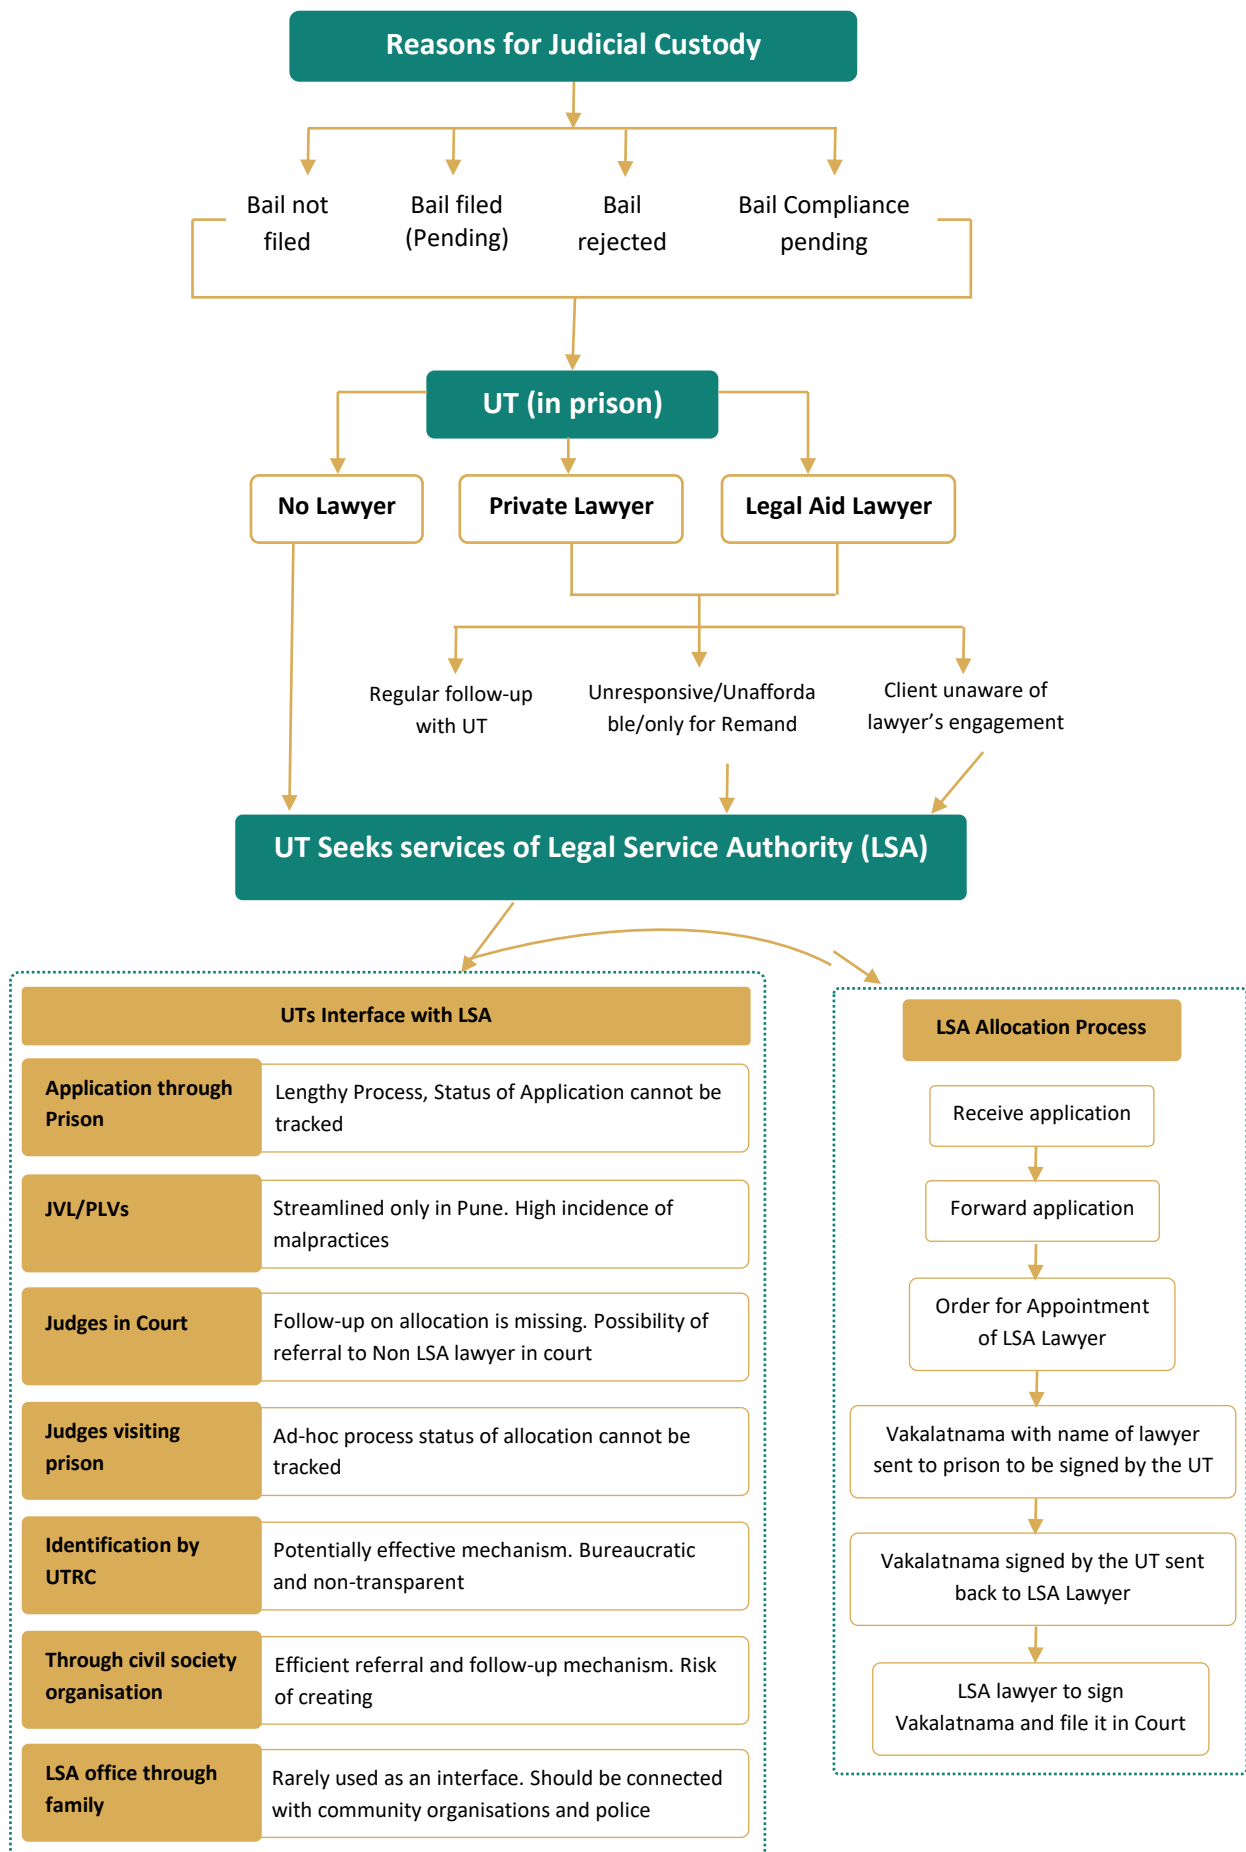 Reasons for Judicial Custody
Bail not
filed
Bail filed
(Pending)
Bail
rejected
Bail Compliance
pending
UT (in prison)
No Lawyer
Private Lawyer
Legal Aid Lawyer
Regular follow-up
with UT
Unresponsive/Unafforda
ble/only for Remand
Client unaware of
lawyer’s engagement
UT Seeks services of Legal Service Authority (LSA)
UTs Interface with LSA
Application through
Prison
Lengthy Process, Status of Application cannot be
tracked
JVL/PLVs
Streamlined only in Pune. High incidence of
malpractices
Judges in Court
Follow-up on allocation is missing. Possibility of
referral to Non LSA lawyer in court
Judges visiting
prison
Ad-hoc process status of allocation cannot be
tracked
Identification by
UTRC
Potentially effective mechanism. Bureaucratic
and non-transparent
Through civil society
organisation
Efficient referral and follow-up mechanism. Risk
of creating
LSA office through
family
Rarely used as an interface. Should be connected
with community organisations and police
LSA Allocation Process
Receive application
Forward application
Order for Appointment
of LSA Lawyer
Vakalatnama with name of lawyer
sent to prison to be signed by the UT
Vakalatnama signed by the UT sent
back to LSA Lawyer
LSA lawyer to sign
Vakalatnama and file it in Court